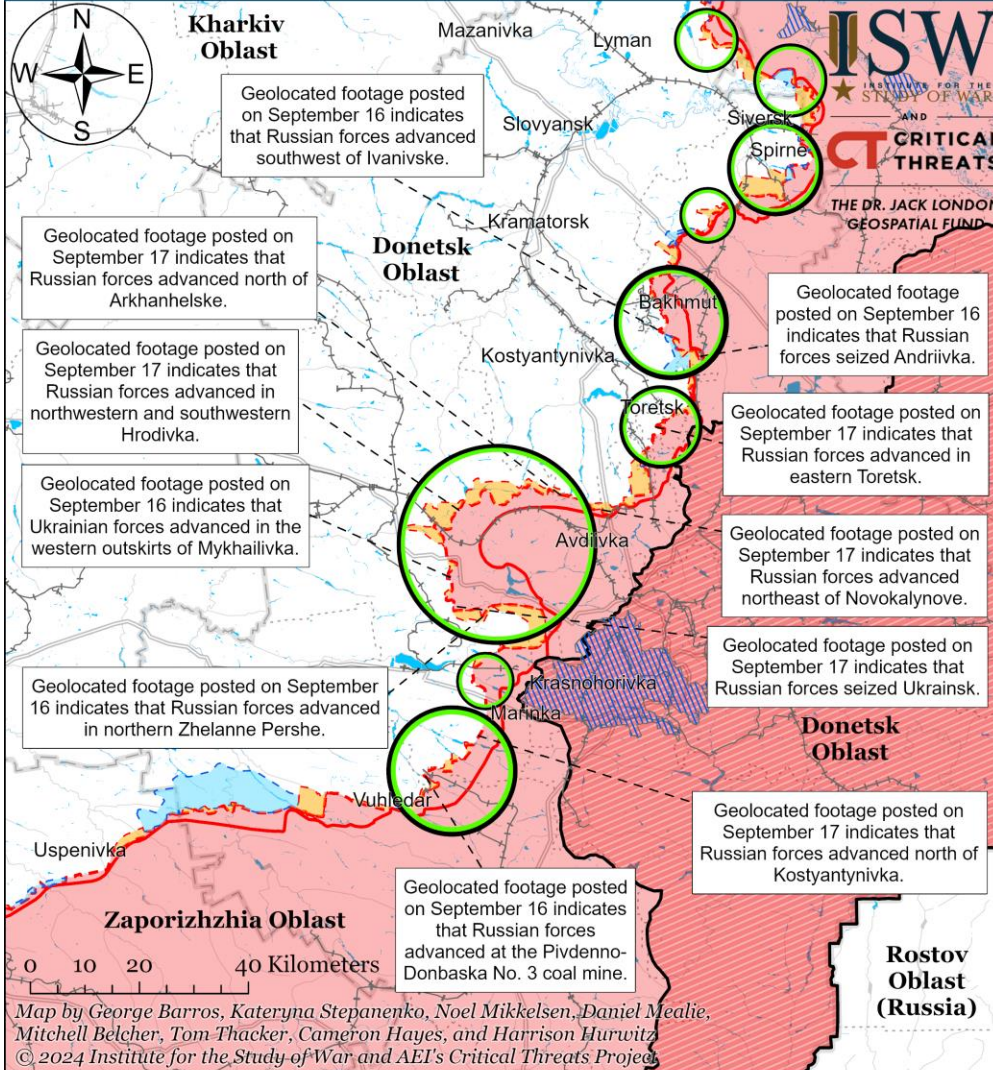 N
W
E
S
Kharkiv
Oblast
Mazanivka
Lyman
ISW
INSTITUTE FOR THE
STUDY OF WAR
AND
CT CRITICAL
THREATS
THE DR. JACK LONDON
GEOSPATIAL FUND
Geolocated footage posted
on September 16 indicates
that Russian forces advanced
southwest of Ivanivske.
Slovyansk
Siversk
Spirne
Kramatorsk
Donetsk
Oblast
Geolocated footage posted on
September 17 indicates that
Russian forces advanced north of
Arkhanhelske.
Bakhmut
Geolocated footage
posted on September 16
indicates that Russian
forces seized Andriivka.
Geolocated footage posted on
September 17 indicates that
Russian forces advanced in
northwestern and southwestern
Hrodivka.
Kostyantynivka
Toretsk
Geolocated footage posted on
September 17 indicates that
Russian forces advanced in
eastern Toretsk.
Geolocated footage posted on
September 16 indicates that
Ukrainian forces advanced in the
western outskirts of Mykhailivka.
Avdiivka
Geolocated footage posted on
September 17 indicates that
Russian forces advanced
northeast of Novokalynove.
Geolocated footage posted on
September 17 indicates that
Russian forces seized Ukrainsk.
Geolocated footage posted on September
16 indicates that Russian forces advanced
in northern Zhelanne Pershe.
Krasnohorivka
Marinka
Donetsk
Oblast
Vuhledar
Geolocated footage posted on
September 17 indicates that
Russian forces advanced north of
Kostyantynivka.
Uspenivka
Geolocated footage posted
on September 16 indicates
that Russian forces
advanced at the Pivdenno-
Donbaska No. 3 coal mine.
Zaporizhzhia Oblast
0 10 20 40 Kilometers
Rostov
Oblast
(Russia)
Map by George Barros, Kateryna Stepanenko, Noel Mikkelsen, Daniel Mealie,
Mitchell Belcher, Tom Thacker, Cameron Hayes, and Harrison Hurwitz
© 2024 Institute for the Study of War and AEI's Critical Threats Project